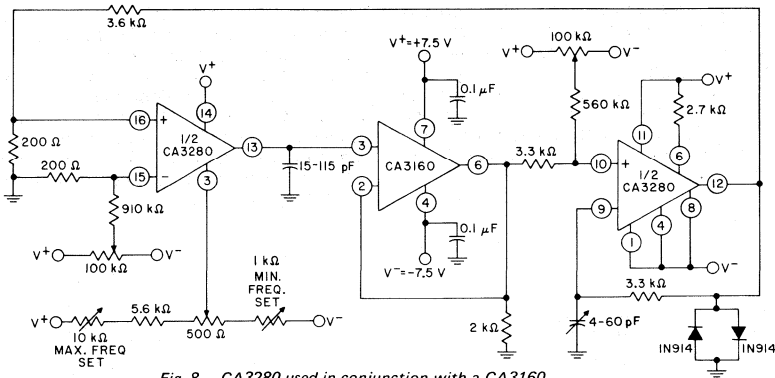 3.6 kΩ
V+=+7.5 V
100 kΩ
V+
V−
V+
0.1 µF
V+
14
560 kΩ
2.7 kΩ
11
16
+
1/2
CA3280
7
200 Ω
13
3
CA3160
6
3.3 kΩ
10
+
6
1/2
CA3280
12
200 Ω
15
−
3
15-115 pF
2
4
9
−
8
4
1
910 kΩ
0.1 µF
V+
V−
100 kΩ
1 kΩ
MIN.
FREQ.
SET
V−=−7.5 V
V−
3.3 kΩ
V+
5.6 kΩ
V−
10 kΩ
MAX. FREQ
SET
500 Ω
2 kΩ
4-60 pF
1N914
1N914
Fig. 8 — CA3280 used in conjunction with a CA3160